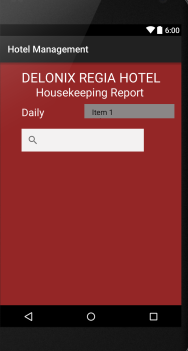 6:00
Hotel Management
DELONIX REGIA HOTEL
Housekeeping Report
Daily Item 1